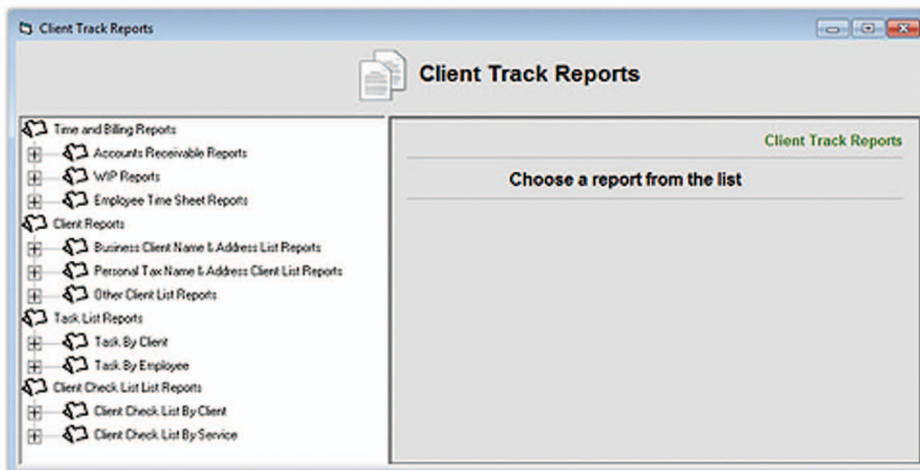 Client Track Reports
Client Track Reports
Time and Billing Reports
Accounts Receivable Reports
WIP Reports
Employee Time Sheet Reports
Client Reports
Business Client Name & Address List Reports
Personal Tax Name & Address Client List Reports
Other Client List Reports
Task List Reports
Task By Client
Task By Employee
Client Check List List Reports
Client Check List By Client
Client Check List By Service
Client Track Reports
Choose a report from the list